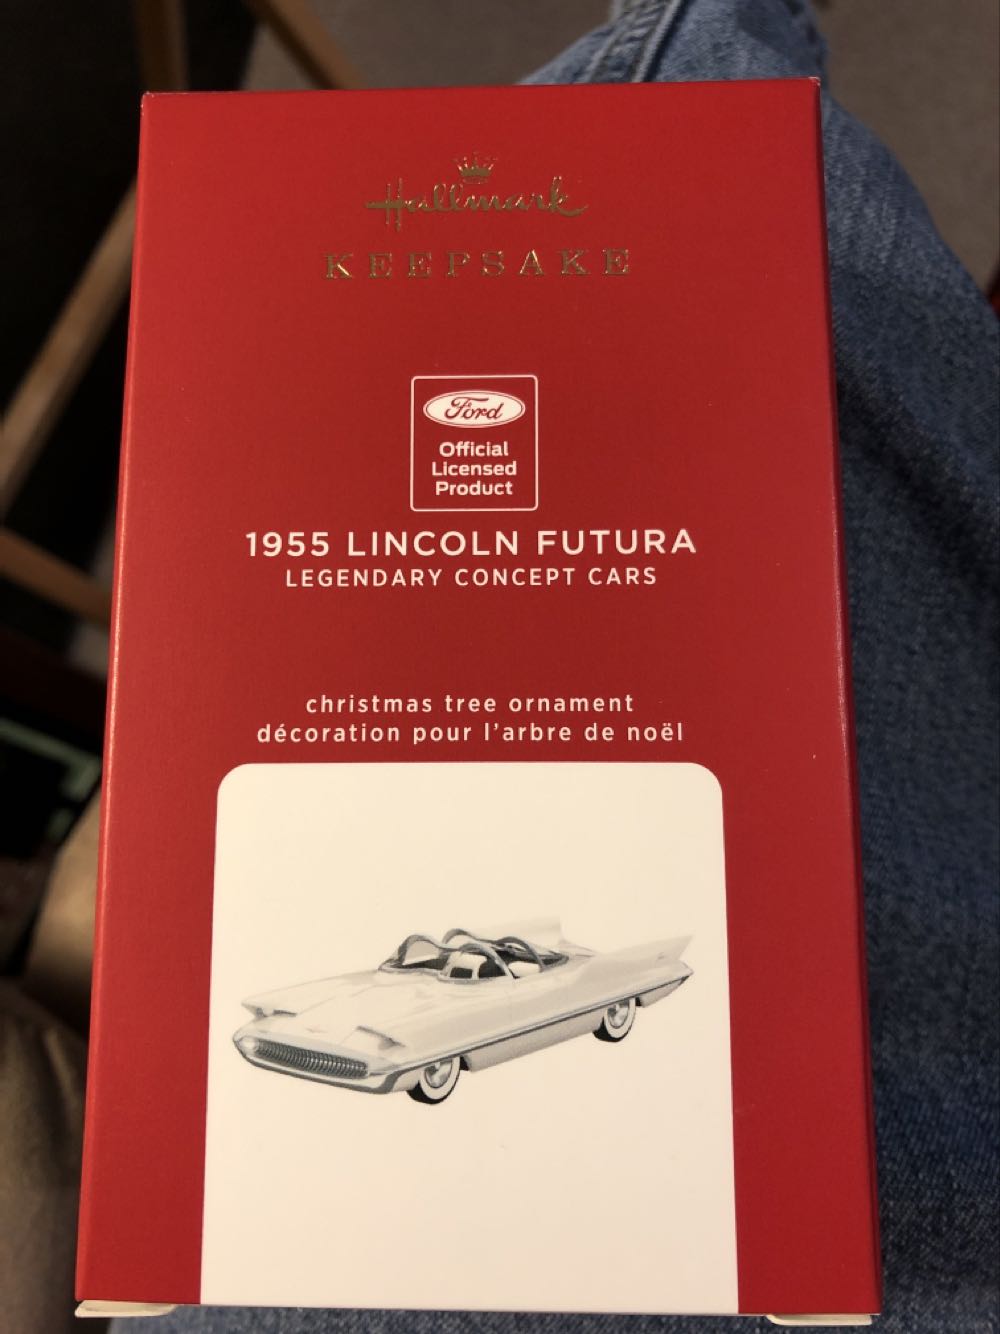 Hallmark
KEEPSAKE
Ford
Official
Licensed
Product
1955 LINCOLN FUTURA
LEGENDARY CONCEPT CARS
christmas tree ornament
décoration pour l'arbre de noël